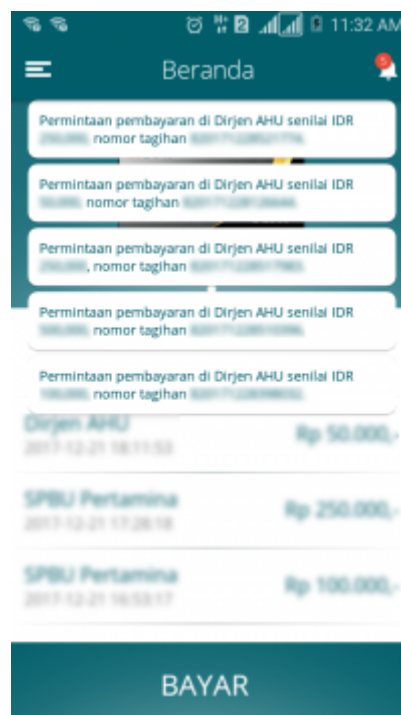 11:32 AM
Beranda
5
Permintaan pembayaran di Dirjen AHU senilai IDR
nomor tagihan
Permintaan pembayaran di Dirjen AHU senilai IDR
nomor tagihan
Permintaan pembayaran di Dirjen AHU senilai IDR
, nomor tagihan
Permintaan pembayaran di Dirjen AHU senilai IDR
nomor tagihan
Permintaan pembayaran di Dirjen AHU senilai IDR
nomor tagihan
Dirjen AHU
Rp 50.000,-
2017-12-21 18:11:53
SPBU Pertamina
Rp 250.000,-
2017-12-21 17:28:18
SPBU Pertamina
Rp 100.000,-
2017-12-21 16:53:17
BAYAR